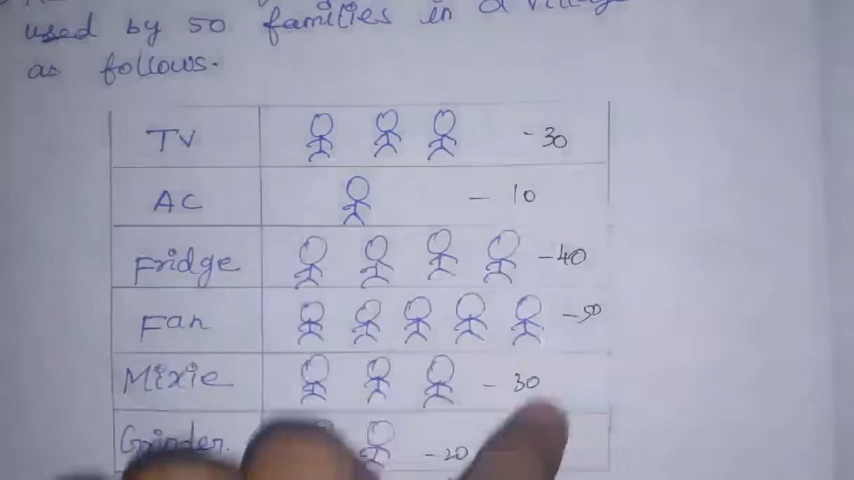 used by 50 families in a
as follows.
TV - 30
AC - 10
Fridge - 40
Fan - 50
Mixie - 30
Grinder. - 20